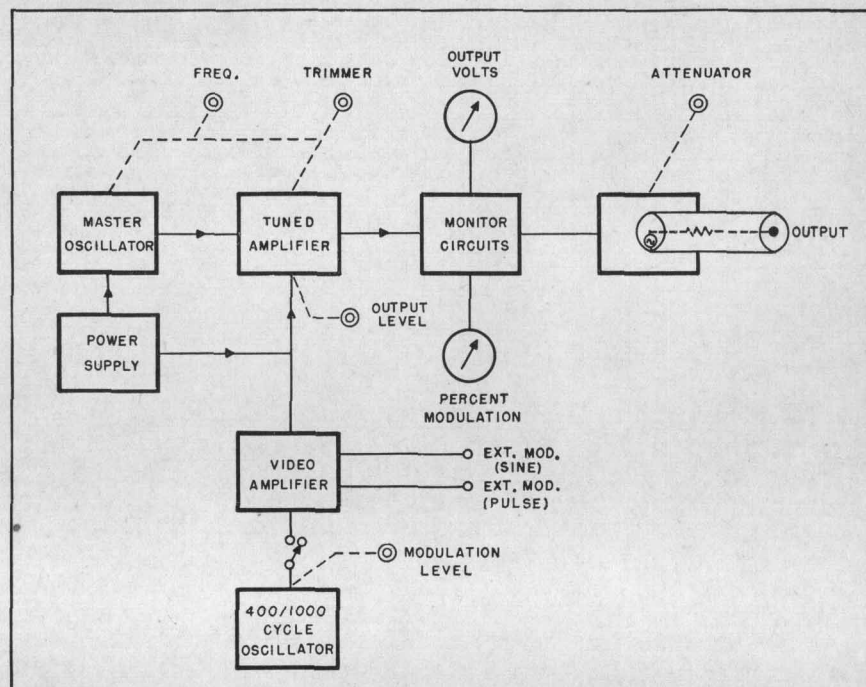 FREQ.
TRIMMER
OUTPUT
VOLTS
ATTENUATOR
MASTER
OSCILLATOR
TUNED
AMPLIFIER
MONITOR
CIRCUITS
OUTPUT
POWER
SUPPLY
OUTPUT
LEVEL
PERCENT
MODULATION
VIDEO
AMPLIFIER
EXT. MOD.
(SINE)
EXT. MOD.
(PULSE)
MODULATION
LEVEL
400/1000
CYCLE
OSCILLATOR